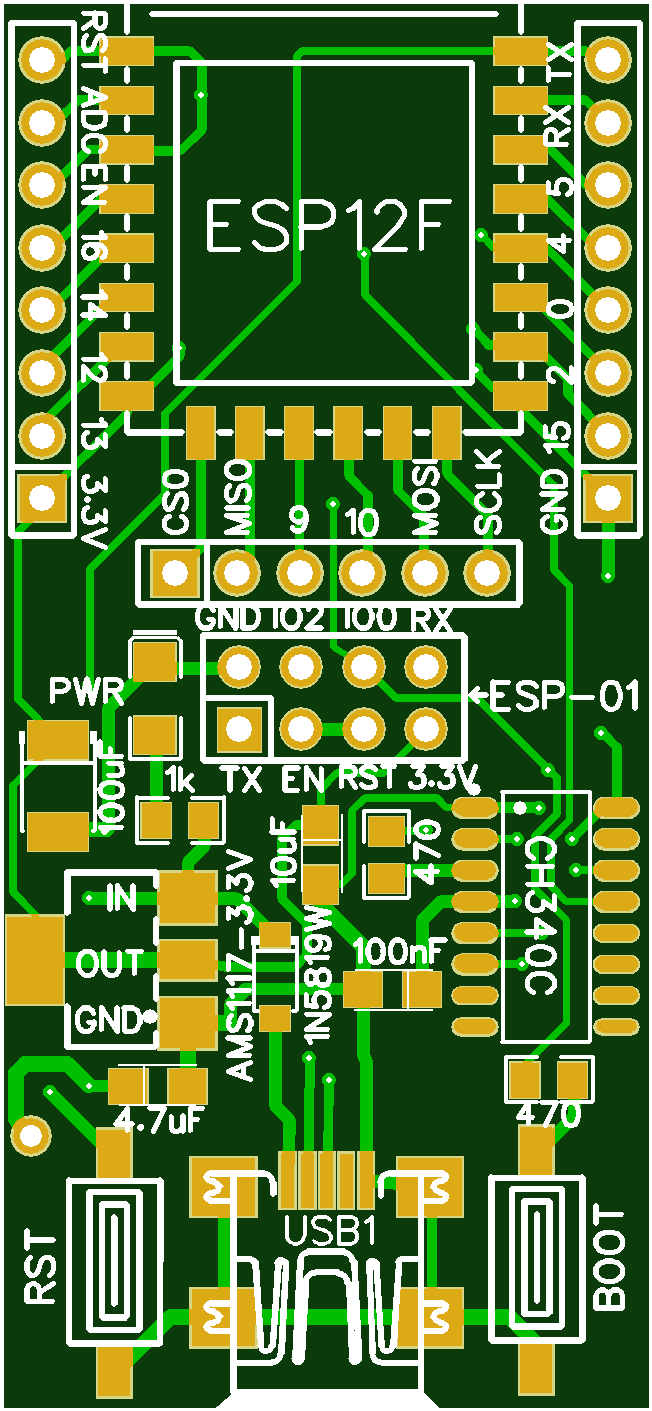 RST
ADC
EN
16
14
12
13
3.3V
ESP12F
TX
RX
5
4
0
2
15
GND
CS0
MISO
9
10
MOSI
SCLK
GND IO2 IO0 RX
PWR
ESP-01
TX EN RST 3.3V
1k
100uF
10uF
470
CH340C
IN
OUT
GND
AMS1117-3.3V
1N5819W
100nF
4.7uF
470
RST
USB1
BOOT